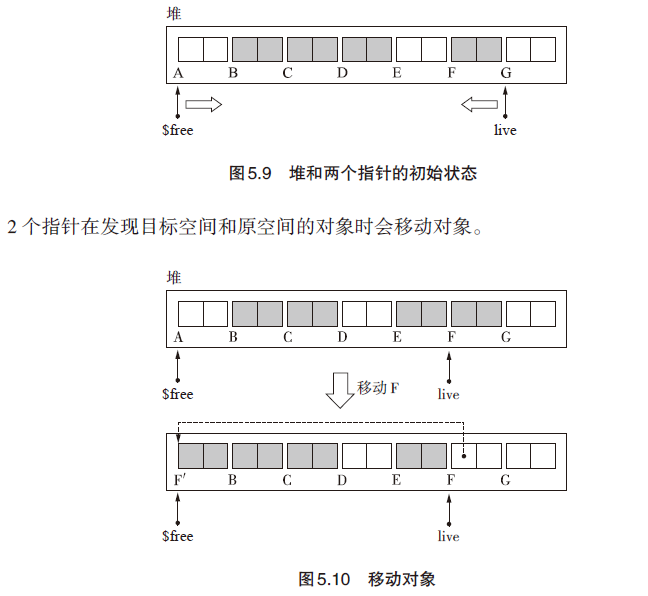 堆
A B C D E F G
$free live
图5.9 堆和两个指针的初始状态
2 个指针在发现目标空间和原空间的对象时会移动对象。
堆
A B C D E F G
$free live
移动 F
F′ B C D E F G
$free live
图5.10 移动对象